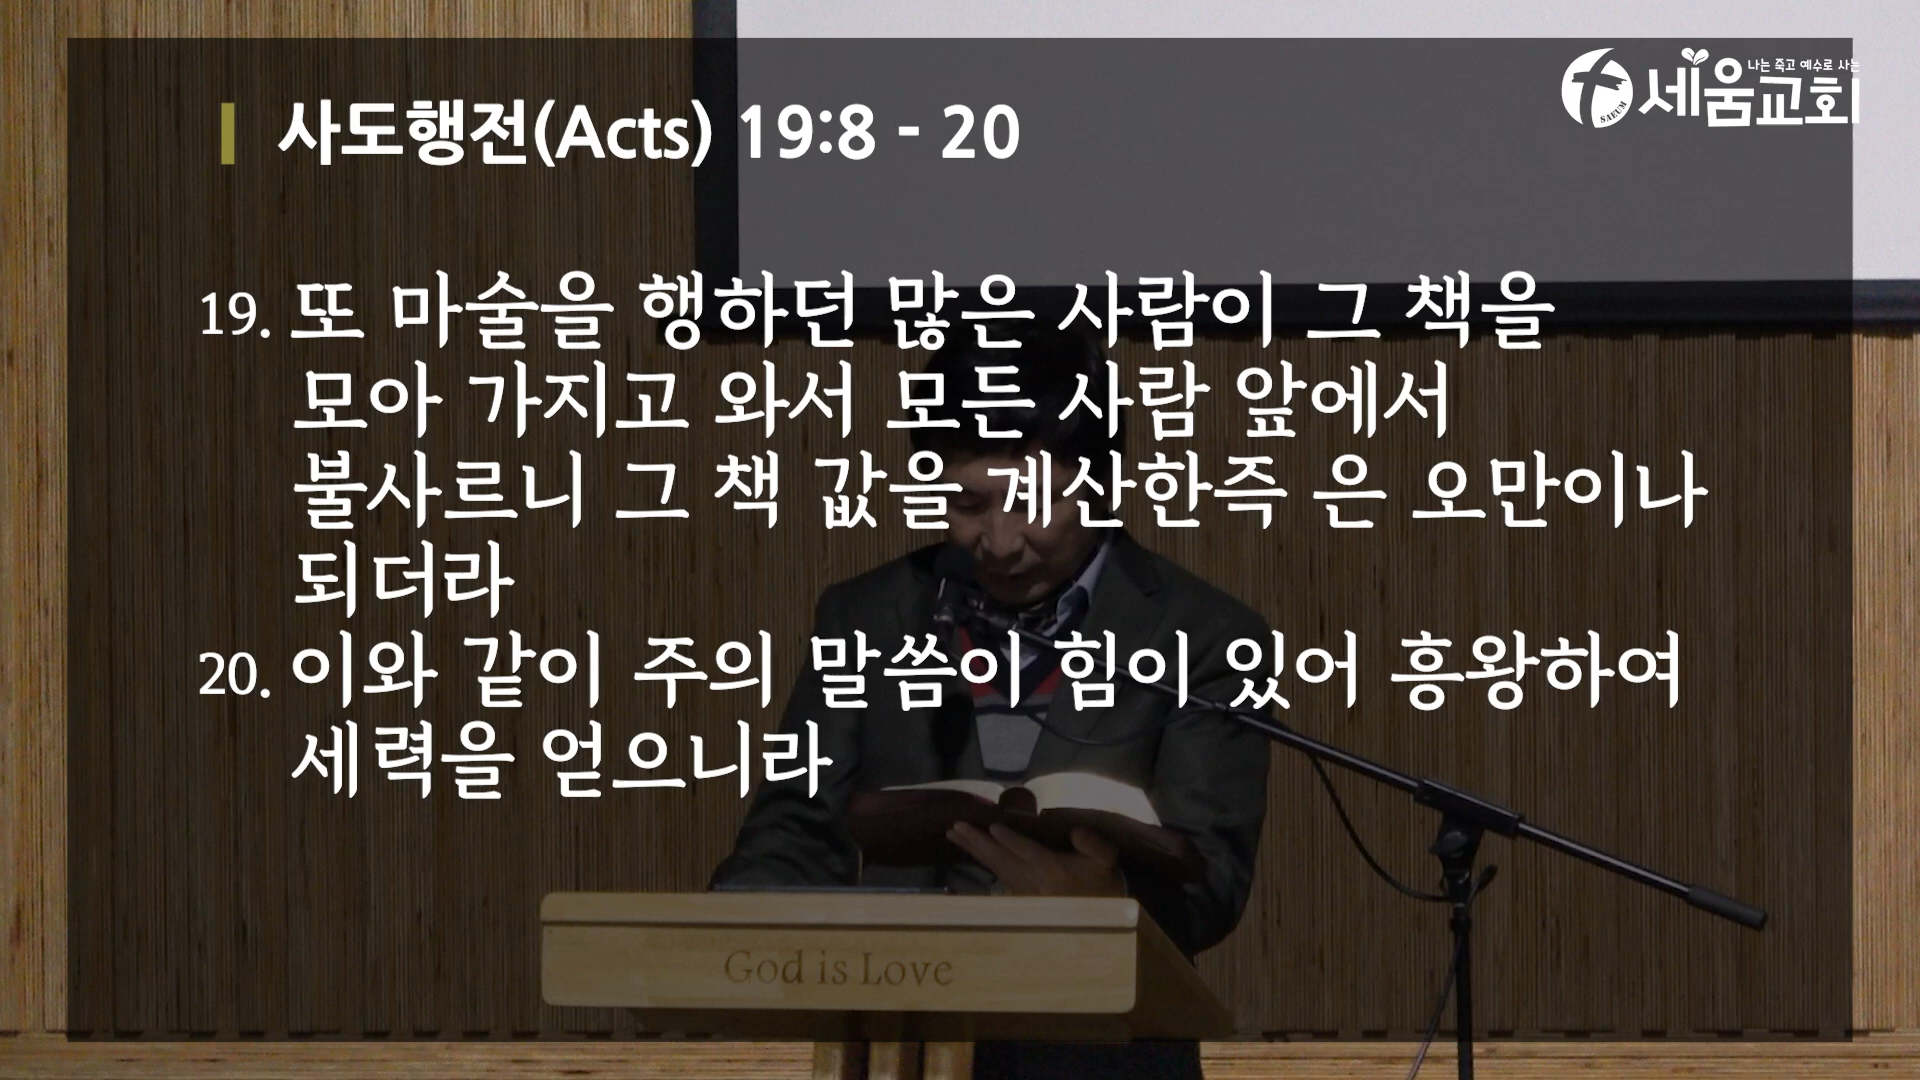 나는 죽고 예수로 사는
세움교회
SAEUM
사도행전(Acts) 19:8 - 20
19. 또 마술을 행하던 많은 사람이 그 책을
모아 가지고 와서 모든 사람 앞에서
불사르니 그 책 값을 계산한즉 은 오만이나
되더라
20. 이와 같이 주의 말씀이 힘이 있어 흥왕하여
세력을 얻으니라
God is Love